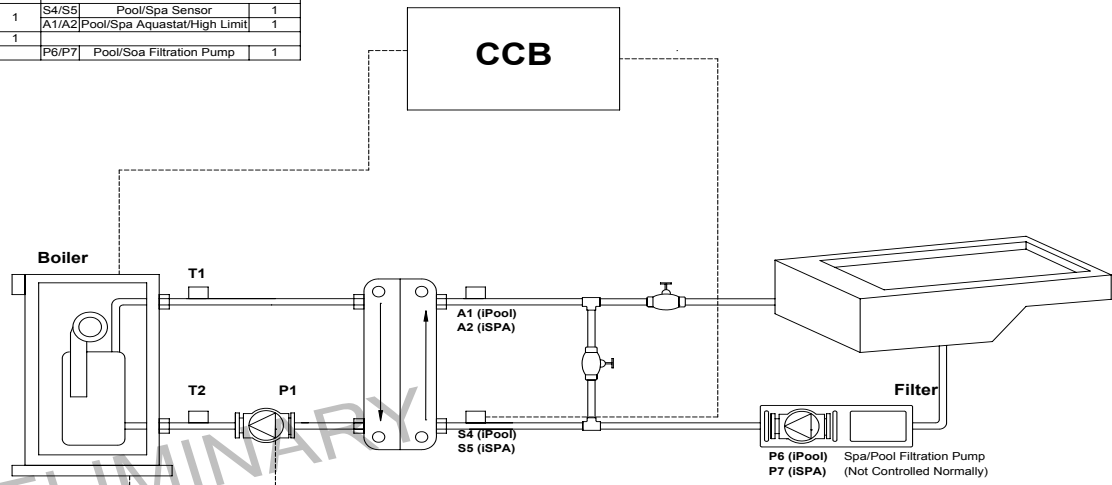 1 S4/S5 Pool/Spa Sensor 1
A1/A2 Pool/Spa Aquastat/High Limit 1
1
P6/P7 Pool/Soa Filtration Pump 1
CCB
Boiler
T1
A1 (iPool)
A2 (iSPA)
T2
P1
Filter
S4 (iPool)
S5 (iSPA)
P6 (iPool) Spa/Pool Filtration Pump
P7 (iSPA) (Not Controlled Normally)